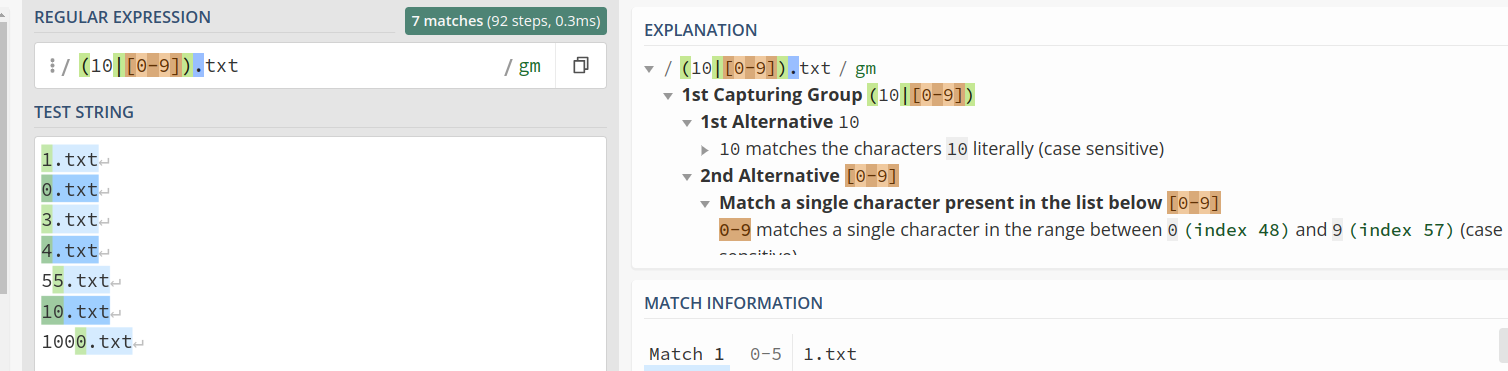 REGULAR EXPRESSION
7 matches (92 steps, 0.3ms)
/ (10|[0-9]).txt / gm
TEST STRING
1.txt↵
0.txt↵
3.txt↵
4.txt↵
55.txt↵
10.txt↵
1000.txt↵
EXPLANATION
/ (10|[0-9]).txt / gm
1st Capturing Group (10|[0-9])
1st Alternative 10
10 matches the characters 10 literally (case sensitive)
2nd Alternative [0-9]
Match a single character present in the list below [0-9]
0-9 matches a single character in the range between 0 (index 48) and 9 (index 57) (case
sensitive)
MATCH INFORMATION
Match 1 0-5 1.txt